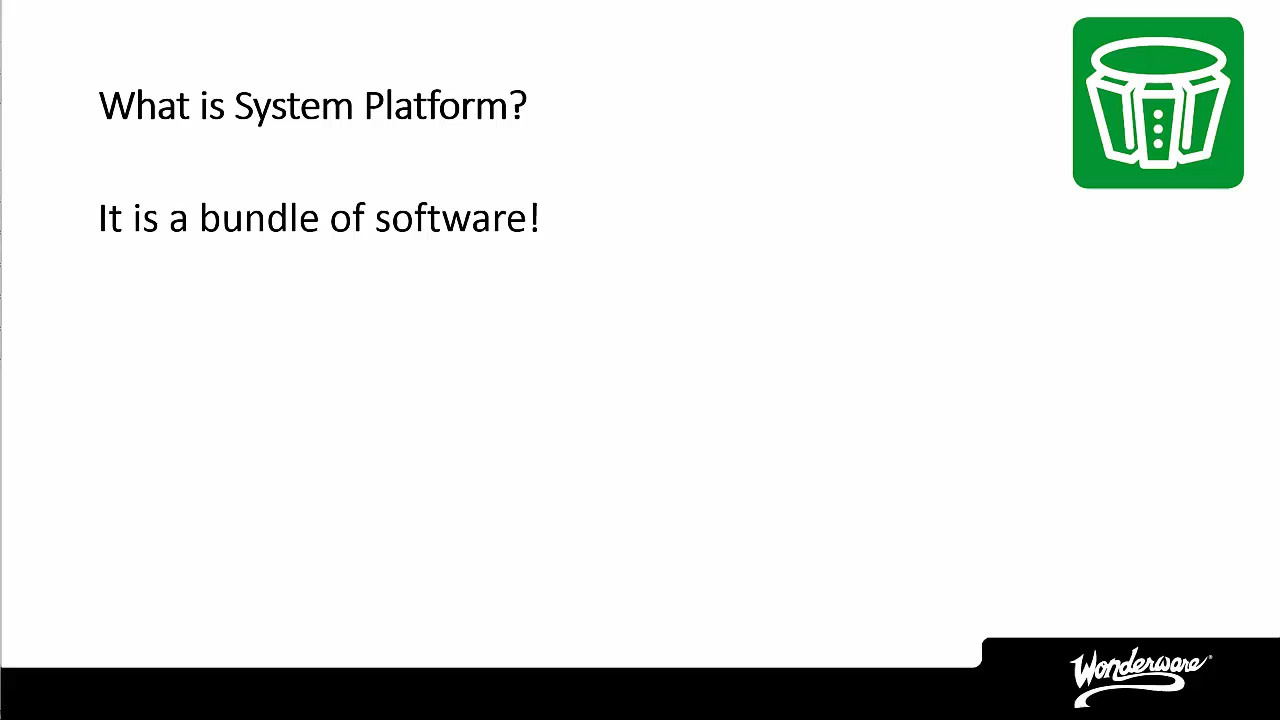 What is System Platform?
It is a bundle of software!
Wonderware®